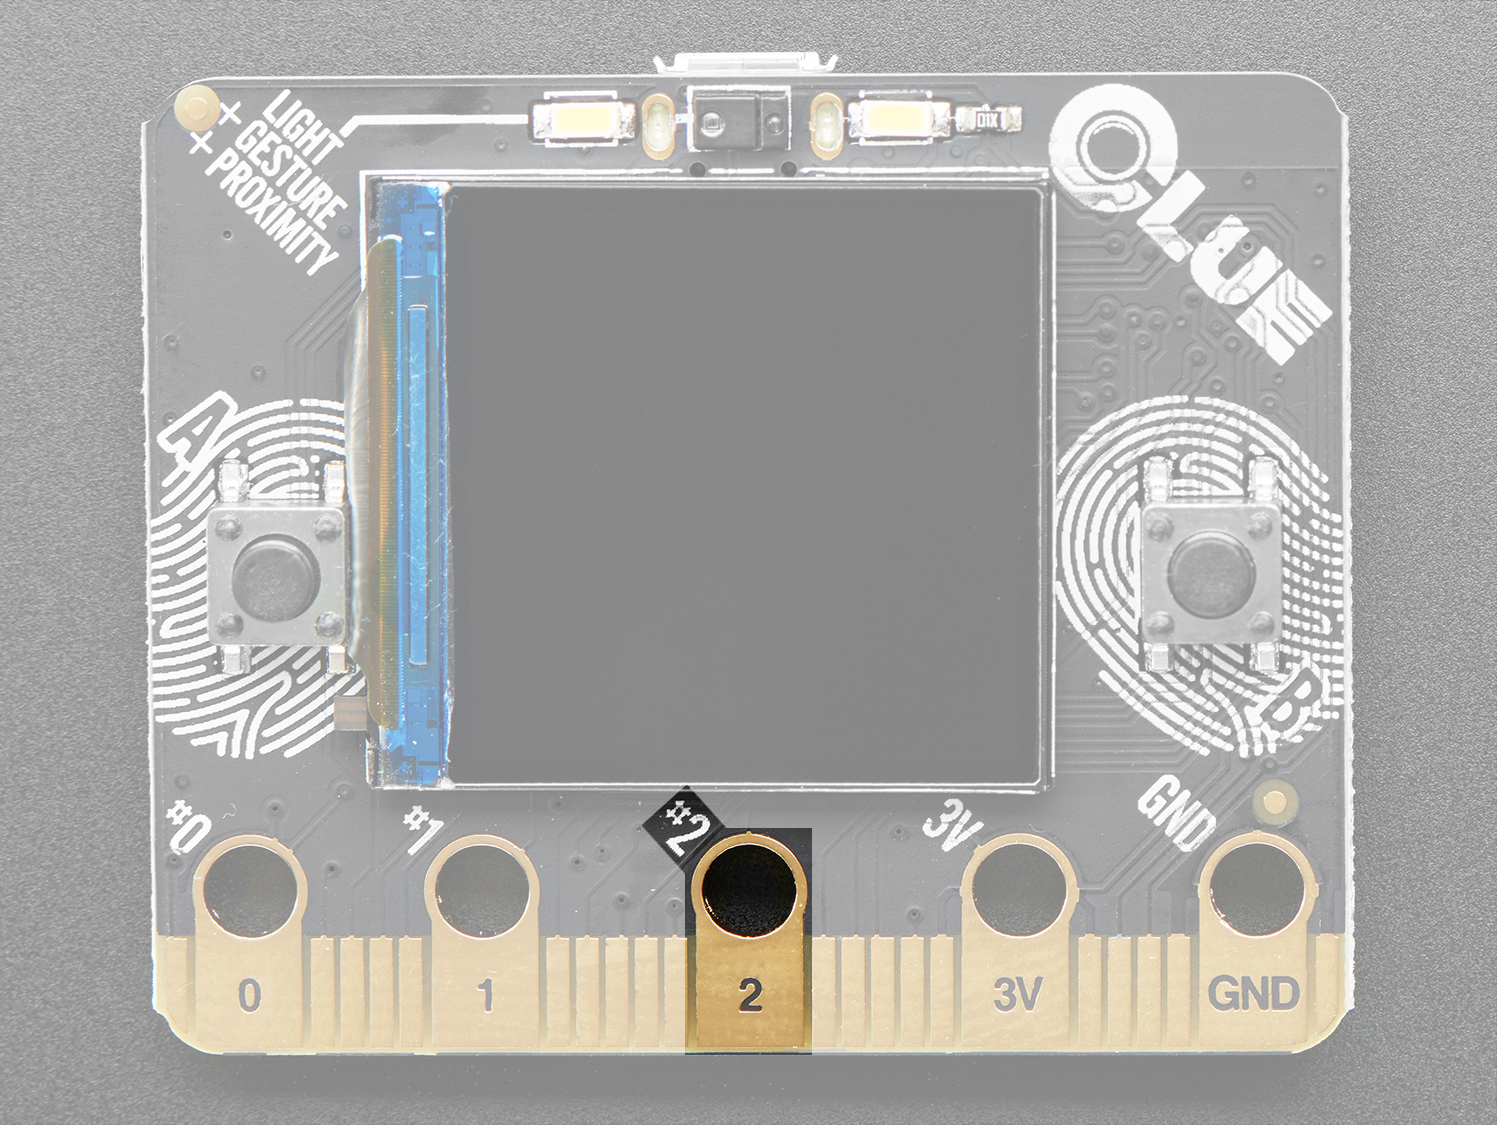 LIGHT
+ GESTURE
+ PROXIMITY
01X
CLUE
A
B
#0
#1
#2
3V
GND
0
1
2
3V
GND